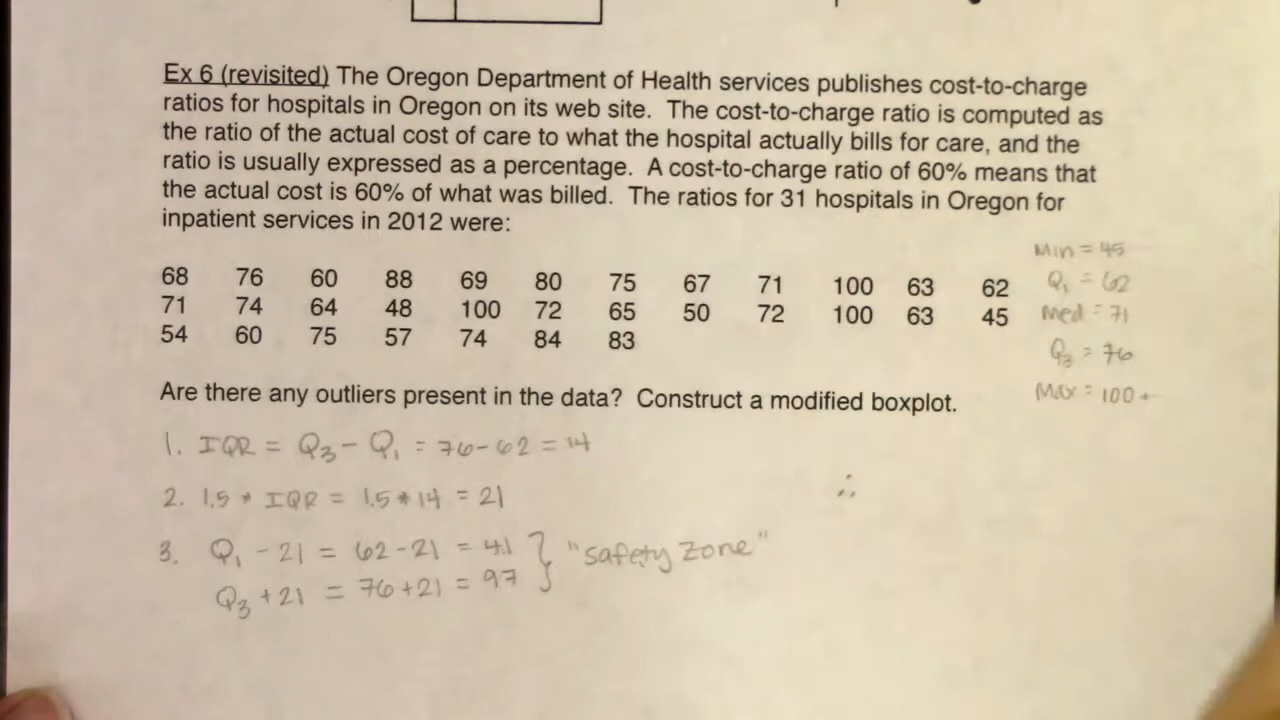 Ex 6 (revisited) The Oregon Department of Health services publishes cost-to-charge
ratios for hospitals in Oregon on its web site. The cost-to-charge ratio is computed as
the ratio of the actual cost of care to what the hospital actually bills for care, and the
ratio is usually expressed as a percentage. A cost-to-charge ratio of 60% means that
the actual cost is 60% of what was billed. The ratios for 31 hospitals in Oregon for
inpatient services in 2012 were:
68 76 60 88 69 80 75 67 71 100 63 62
71 74 64 48 100 72 65 50 72 100 63 45
54 60 75 57 74 84 83
Min = 45
Q₁ = 62
Med = 71
Q₃ = 76
Max = 100
Are there any outliers present in the data? Construct a modified boxplot.
1. IQR = Q₃ - Q₁ = 76-62 = 14
2. 1.5 * IQR = 1.5 * 14 = 21
∴
3. Q₁ - 21 = 62-21 = 41 } "Safety Zone"
Q₃ + 21 = 76+21 = 97